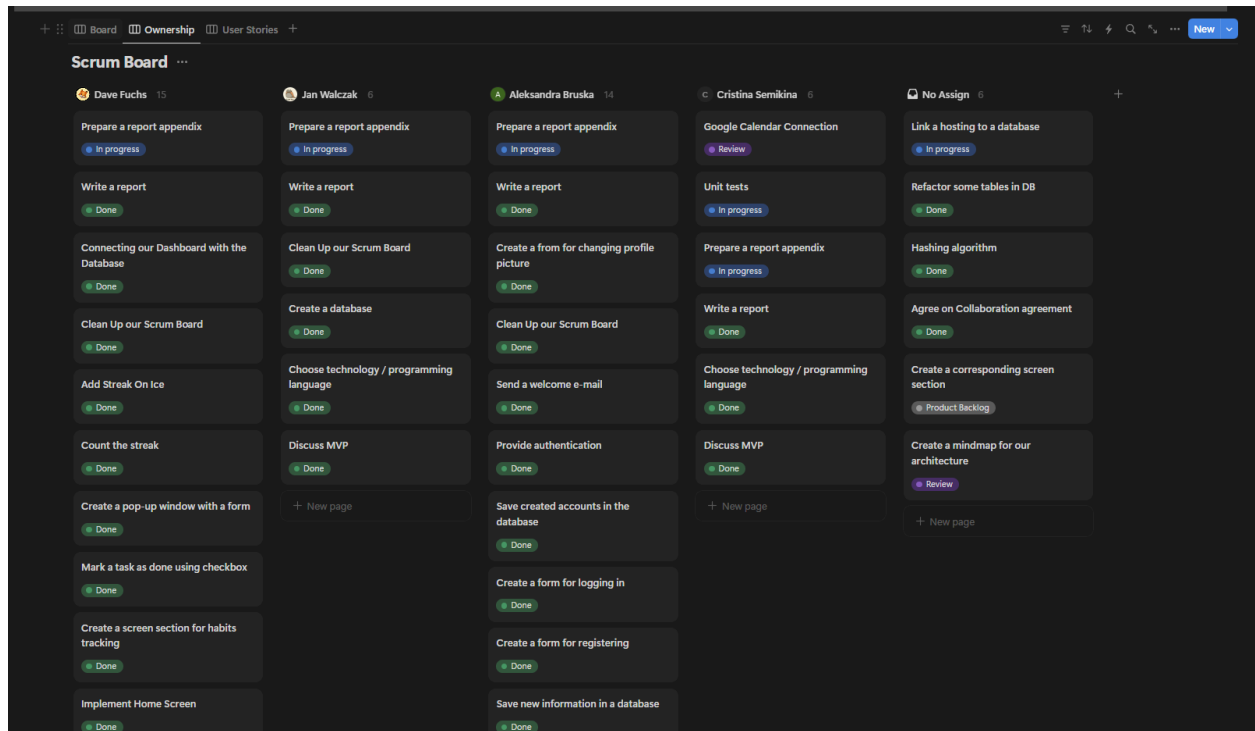 Board
Ownership
User Stories
New
Scrum Board
Dave Fuchs 15
Prepare a report appendix
In progress
Write a report
Done
Connecting our Dashboard with the
Database
Done
Clean Up our Scrum Board
Done
Add Streak On Ice
Done
Count the streak
Done
Create a pop-up window with a form
Done
Mark a task as done using checkbox
Done
Create a screen section for habits
tracking
Done
Implement Home Screen
Done
Jan Walczak 6
Prepare a report appendix
In progress
Write a report
Done
Clean Up our Scrum Board
Done
Create a database
Done
Choose technology / programming
language
Done
Discuss MVP
Done
+ New page
A Aleksandra Bruska 14
Prepare a report appendix
In progress
Write a report
Done
Create a from for changing profile
picture
Done
Clean Up our Scrum Board
Done
Send a welcome e-mail
Done
Provide authentication
Done
Save created accounts in the
database
Done
Create a form for logging in
Done
Create a form for registering
Done
Save new information in a database
Done
C Cristina Semikina 6
Google Calendar Connection
Review
Unit tests
In progress
Prepare a report appendix
In progress
Write a report
Done
Choose technology / programming
language
Done
Discuss MVP
Done
+ New page
No Assign 6
Link a hosting to a database
In progress
Refactor some tables in DB
Done
Hashing algorithm
Done
Agree on Collaboration agreement
Done
Create a corresponding screen
section
Product Backlog
Create a mindmap for our
architecture
Review
+ New page